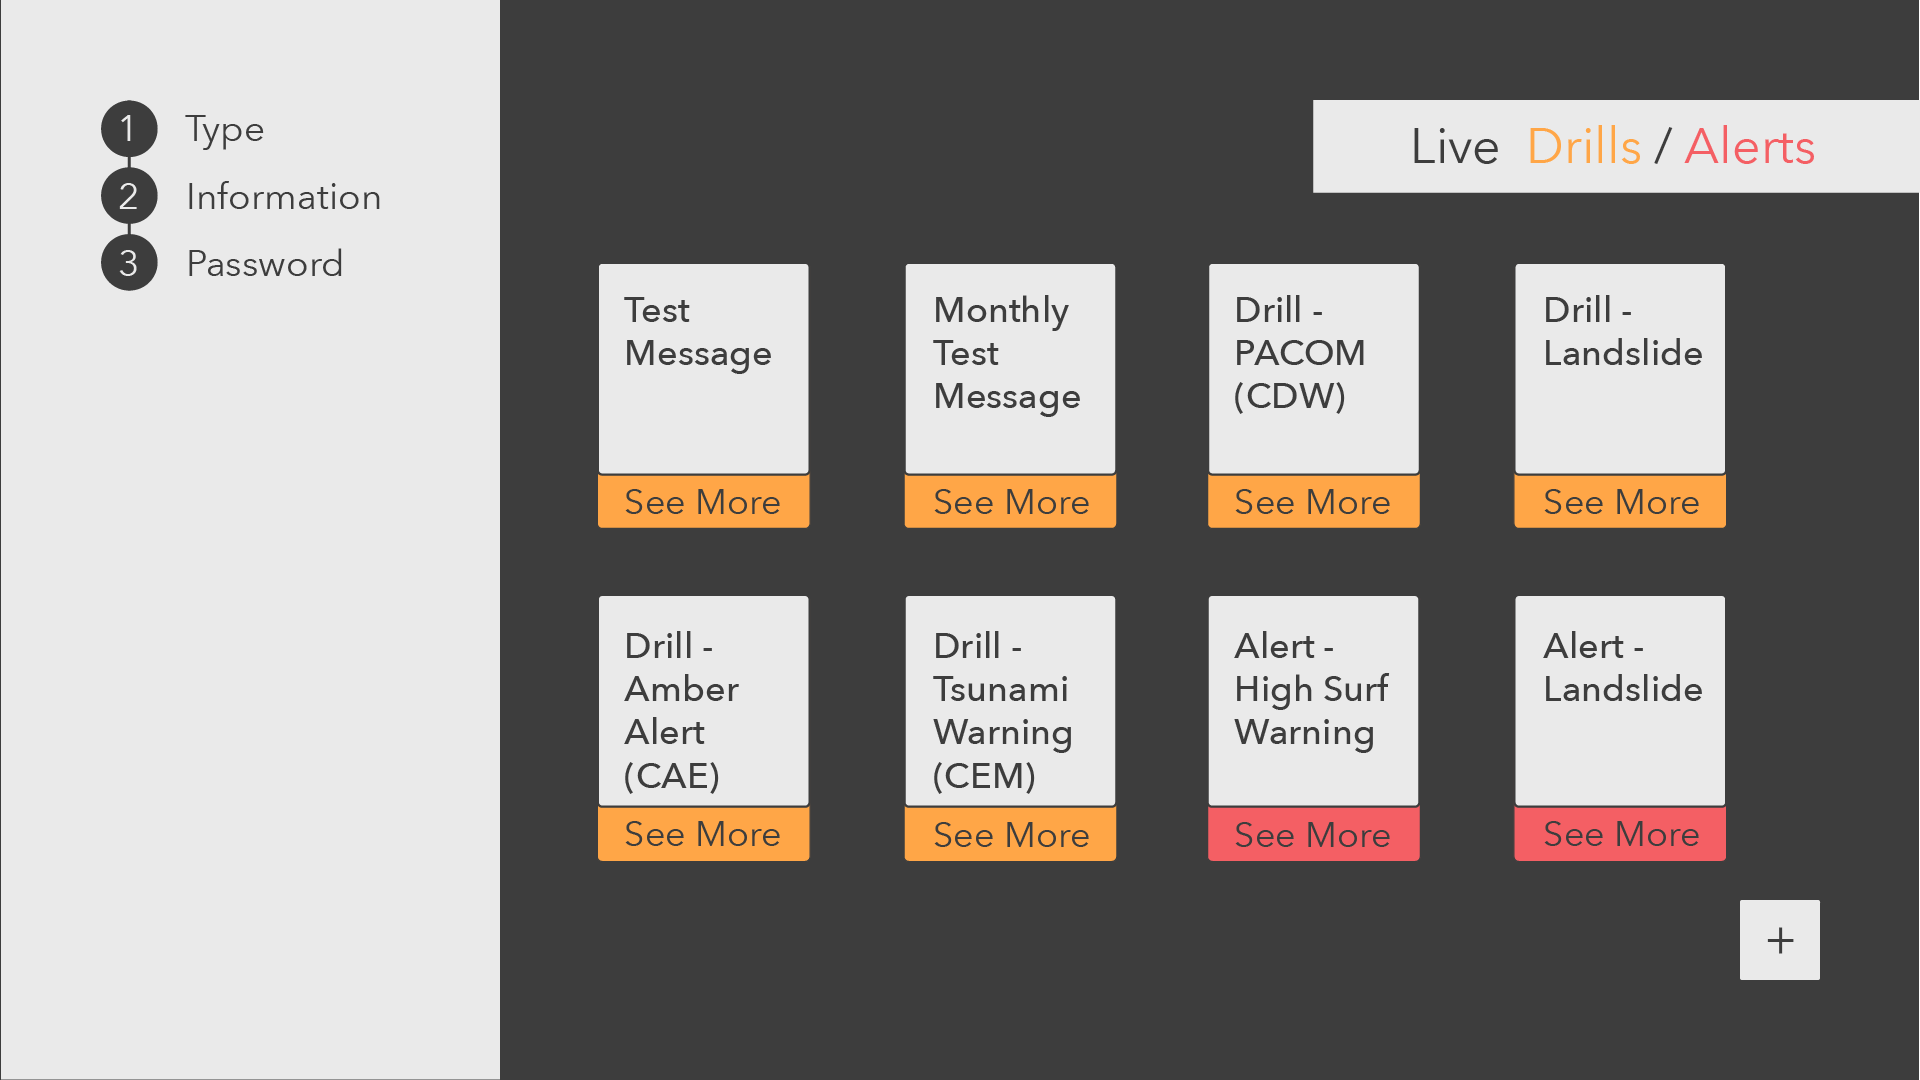 1 Type
2 Information
3 Password
Live Drills / Alerts
Test
Message
See More
Monthly
Test
Message
See More
Drill -
PACOM
(CDW)
See More
Drill -
Landslide
See More
Drill -
Amber
Alert
(CAE)
See More
Drill -
Tsunami
Warning
(CEM)
See More
Alert -
High Surf
Warning
See More
Alert -
Landslide
See More
+